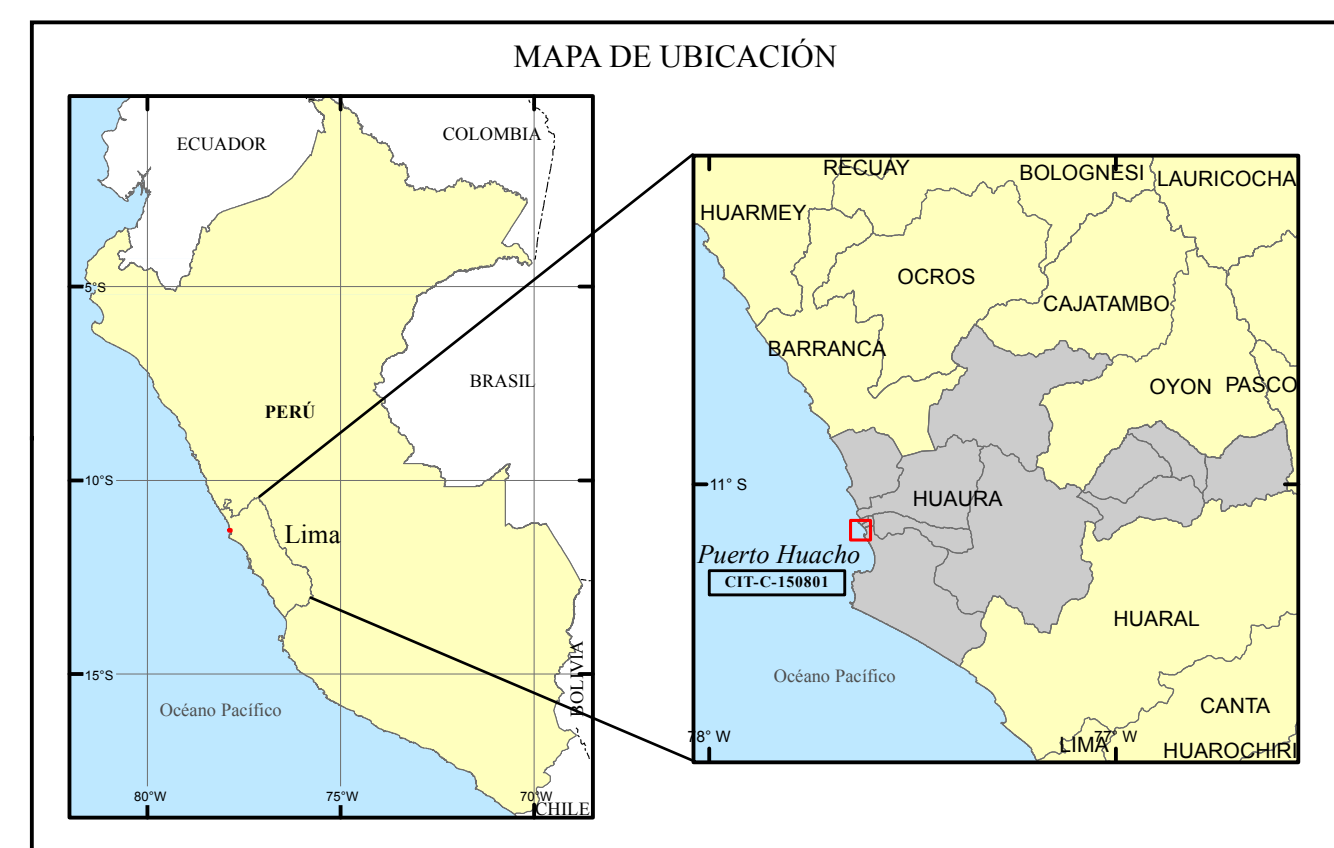 MAPA DE UBICACIÓN
ECUADOR
COLOMBIA
5°S
BRASIL
PERÚ
10°S
Lima
15°S
BOLIVIA
Océano Pacífico
80°W
75°W
70°W
CHILE
RECUAY
BOLOGNESI
LAURICOCHA
HUARMEY
OCROS
CAJATAMBO
BARRANCA
OYON
PASCO
11° S
HUAURA
Puerto Huacho
CIT-C-150801
HUARAL
Océano Pacífico
CANTA
78° W
77° W
LIMA
HUAROCHIRI